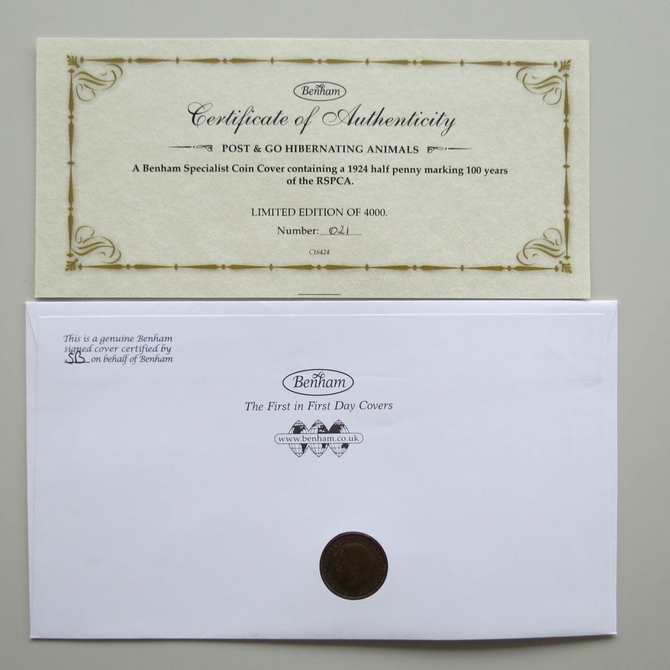 Benham
Certificate of Authenticity
POST & GO HIBERNATING ANIMALS
A Benham Specialist Coin Cover containing a 1924 half penny marking 100 years
of the RSPCA.
LIMITED EDITION OF 4000.
Number: 021
C16424
This is a genuine Benham
signed cover certified by
SB on behalf of Benham
Benham
The First in First Day Covers
www.benham.co.uk